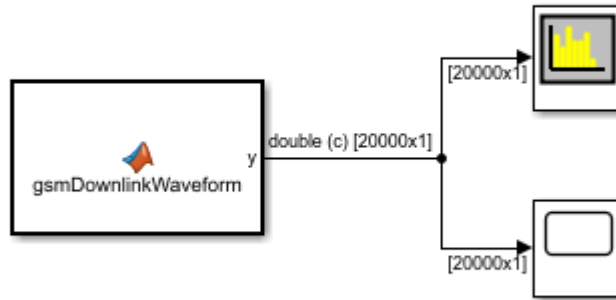 [20000x1]
y
double (c) [20000x1]
gsmDownlinkWaveform
[20000x1]